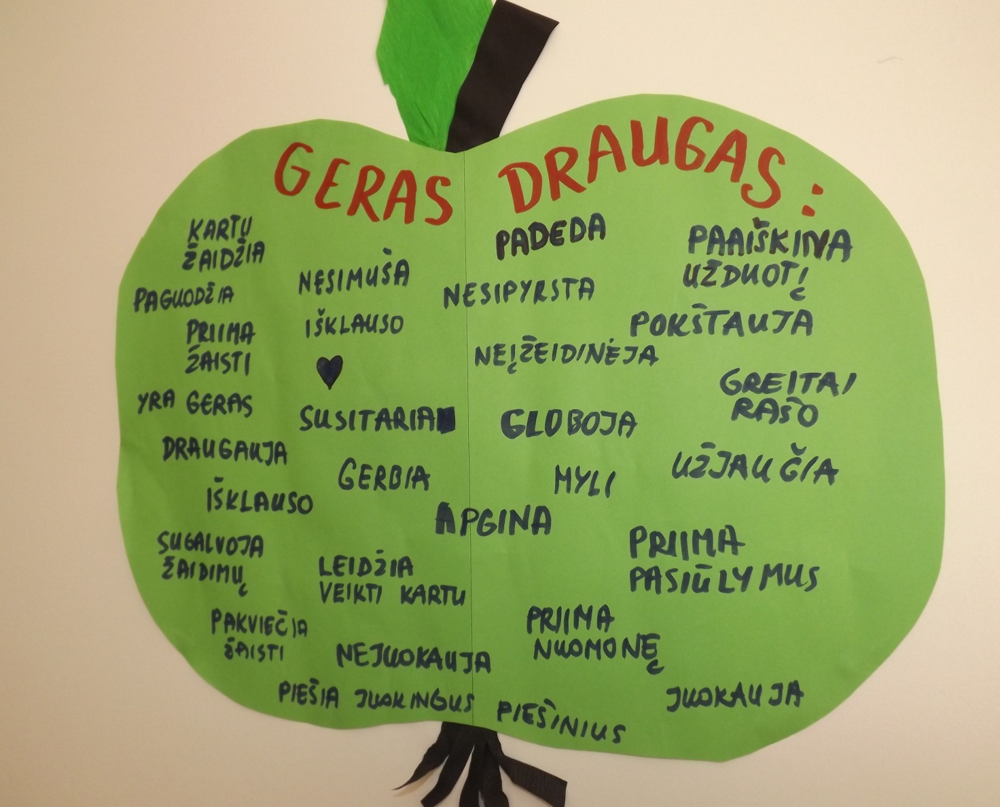 GERAS DRAUGAS:
KARTU
ŽAIDŽIA
PAGUODŽIA
PRIIMA
ŽAISTI
YRA GERAS
DRAUGAUJA
IŠKLAUSO
SUGALVOJA
ŽAIDIMŲ
PAKVIEČIA
ŽAISTI
NESIMUŠA
IŠKLAUSO
SUSITARIA
GERBIA
LEIDŽIA
VEIKTI KARTU
NEJUOKAUJA
PIEŠIA JUOKINGUS PIEŠINIUS
PADEDA
NESIPYKSTA
NEĮŽEIDINĖJA
GLOBOJA
MYLI
APGINA
PRIIMA
NUOMONĘ
PAAIŠKINA
UŽDUOTĮ
POKŠTAUJA
GREITAI
RAŠO
UŽJAUČIA
PRIIMA
PASIŪLYMUS
JUOKAUJA